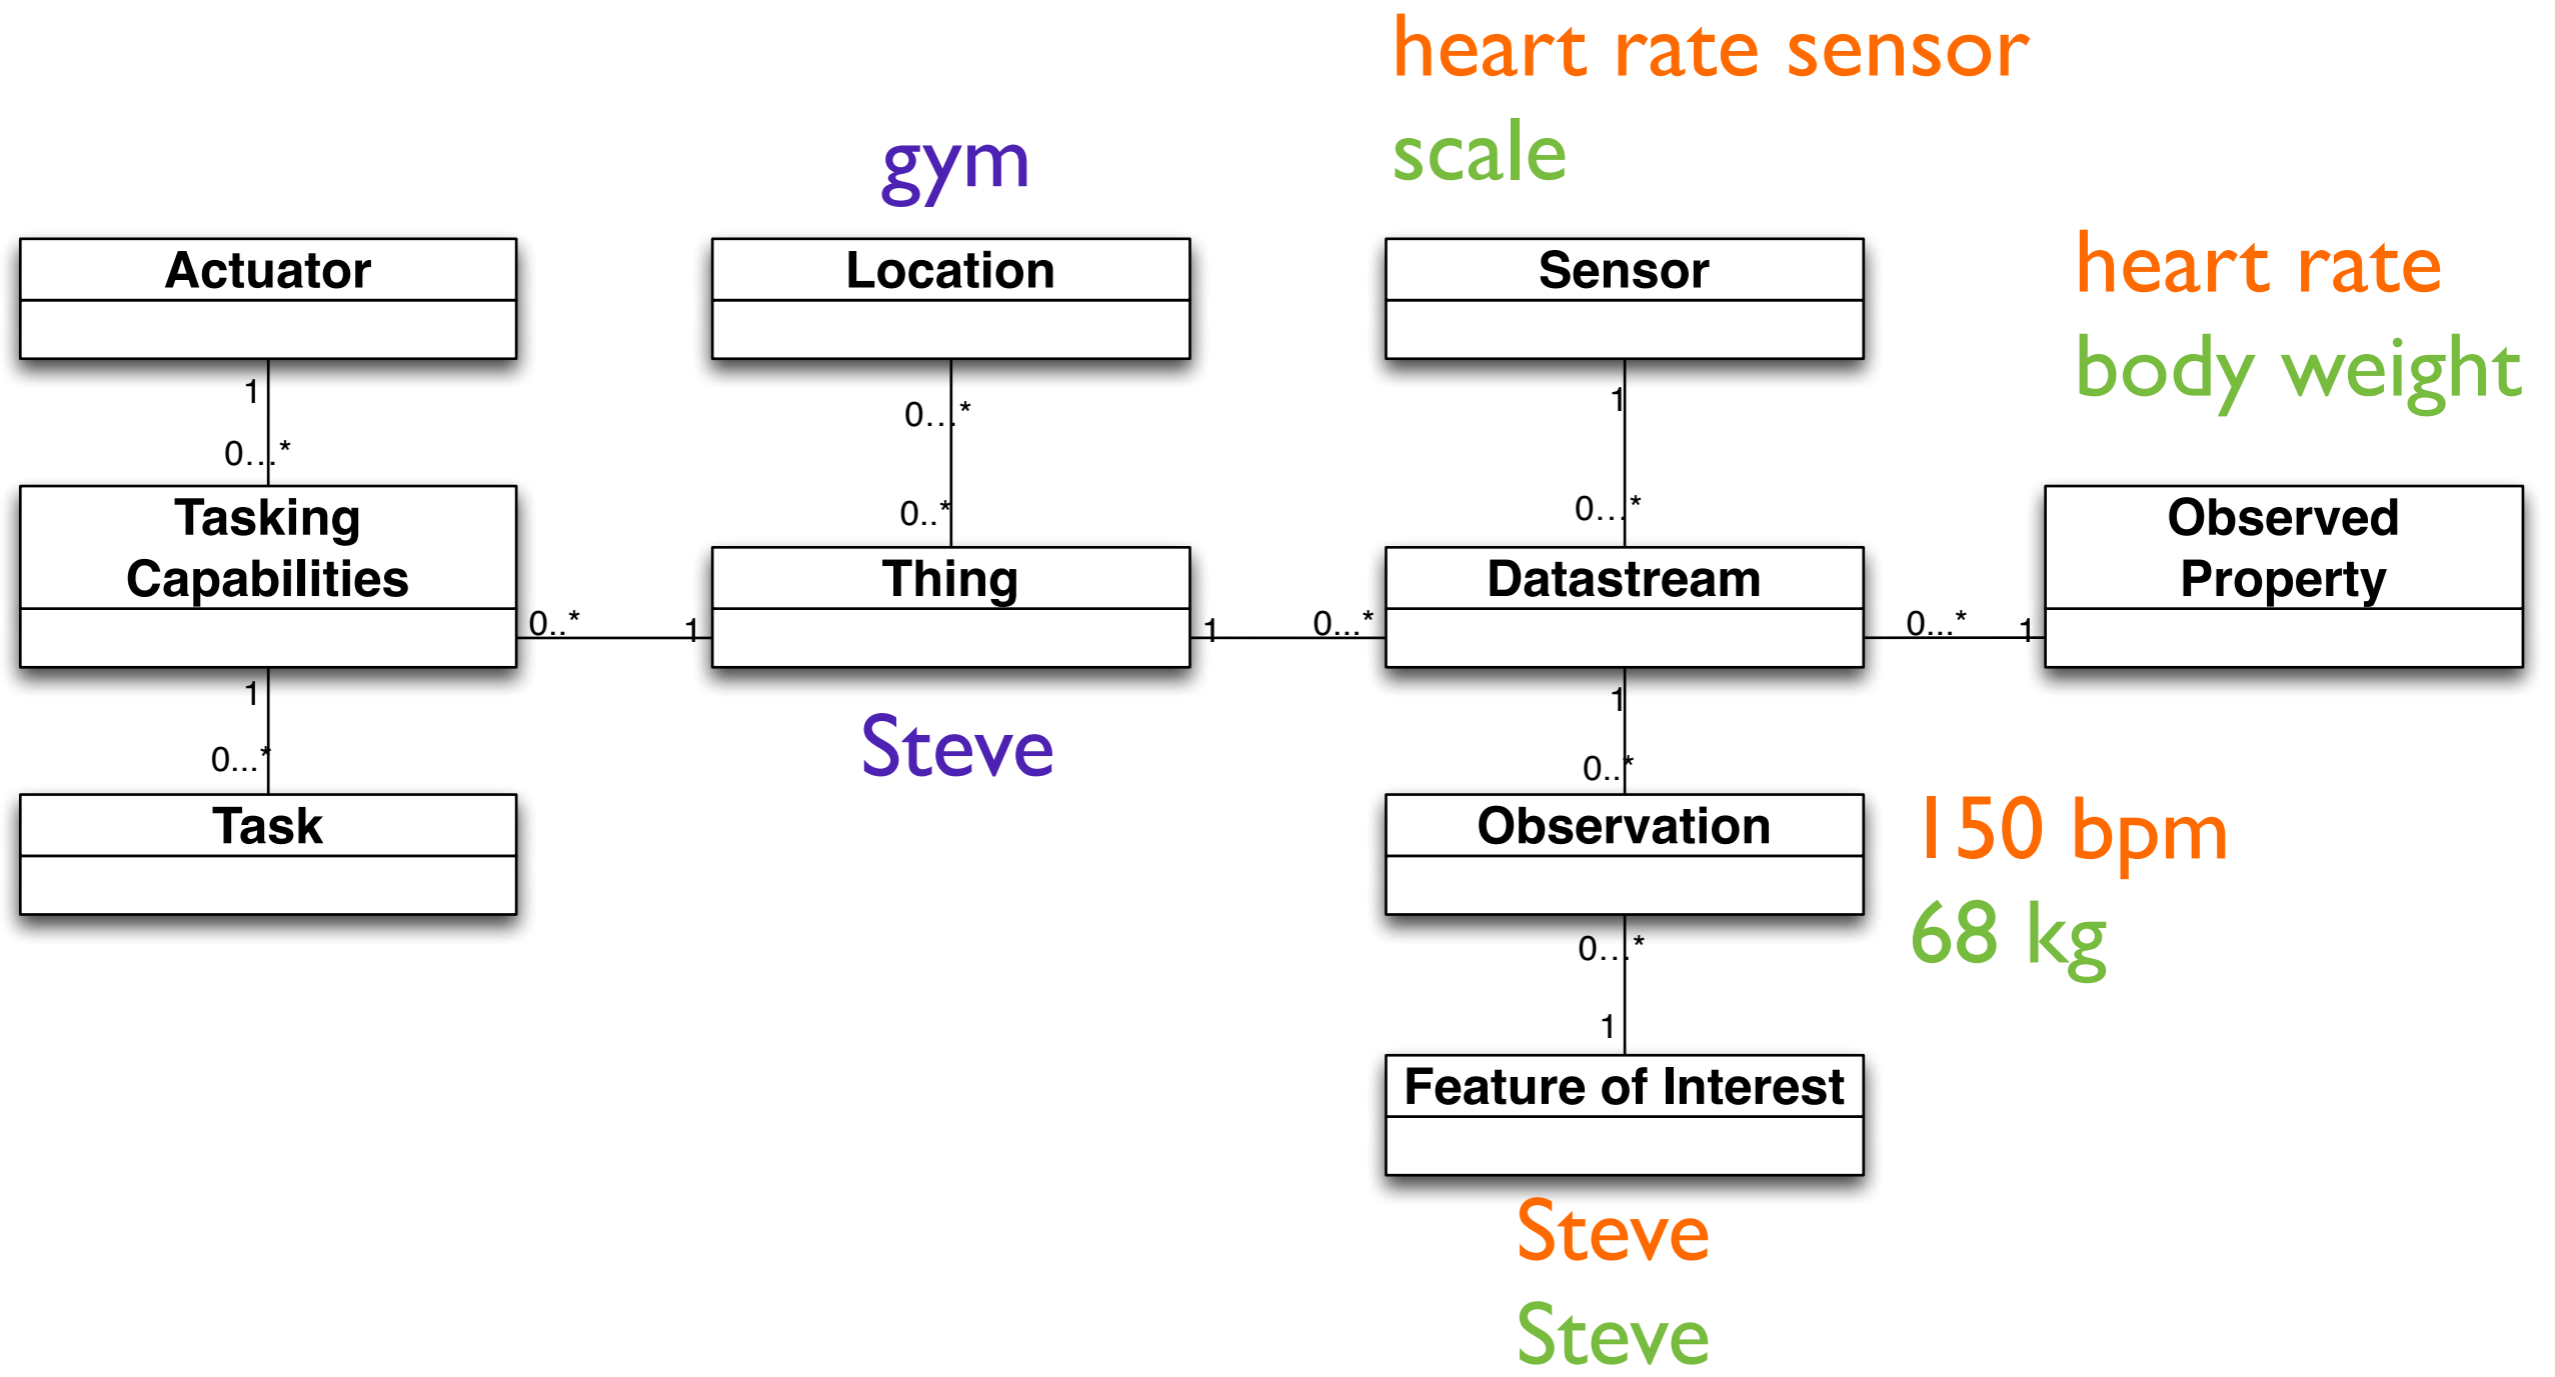 heart rate sensor
scale
gym
Actuator
Location
Sensor
heart rate
body weight
1
0...*
0...*
0..*
1
0...*
Tasking
Capabilities
Thing
Datastream
Observed
Property
0..*
1
1
0...*
0...*
1
Steve
1
0...*
1
0..*
Task
Observation
150 bpm
68 kg
0...*
1
Feature of Interest
Steve
Steve